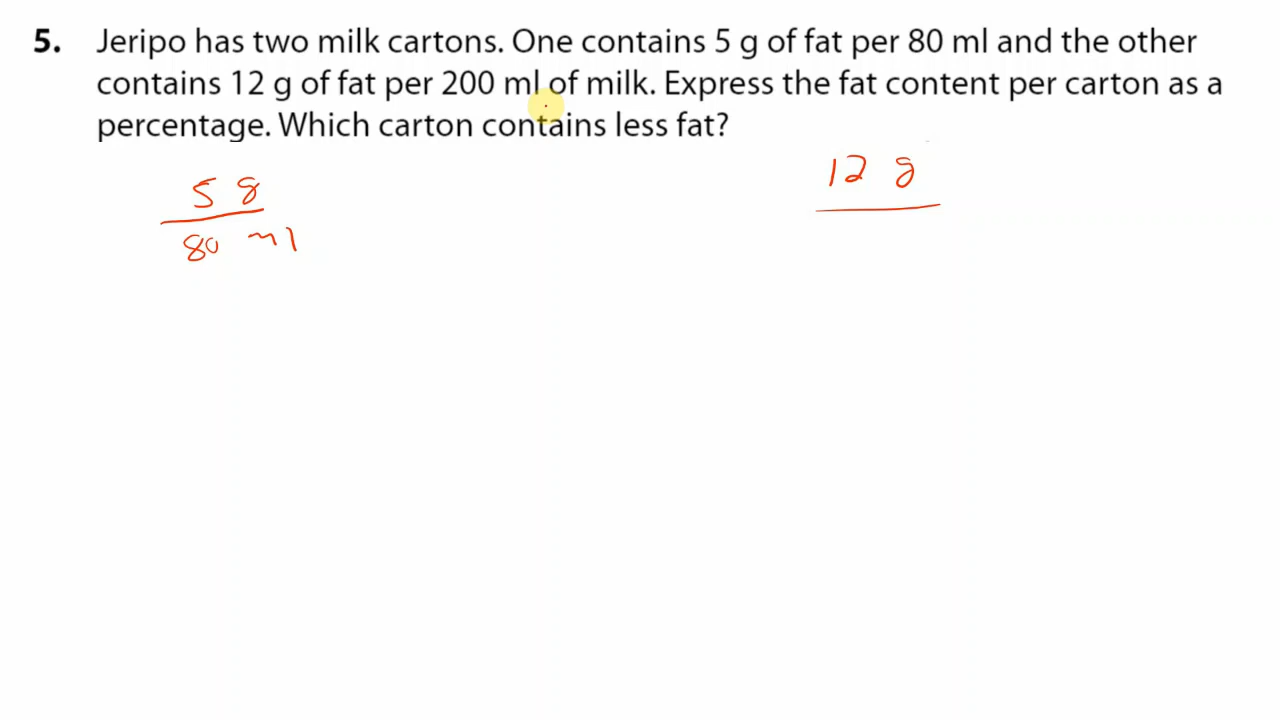 5. Jeripo has two milk cartons. One contains 5 g of fat per 80 ml and the other
contains 12 g of fat per 200 ml of milk. Express the fat content per carton as a
percentage. Which carton contains less fat?
12 g
5 g
80 ml